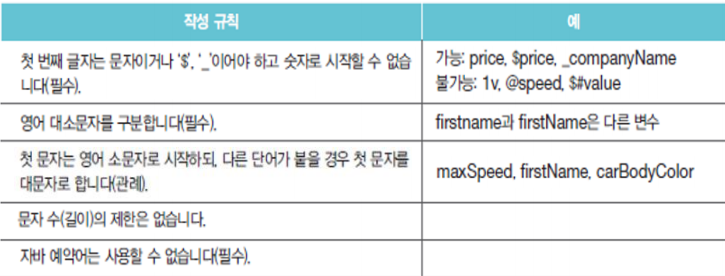 작성 규칙
예
첫 번째 글자는 문자이거나 ‘$’, ‘_’이어야 하고 숫자로 시작할 수 없습
니다(필수).
가능: price, $price, _companyName
불가능: 1v, @speed, $#value
영어 대소문자를 구분합니다(필수).
firstname과 firstName은 다른 변수
첫 문자는 영어 소문자로 시작하되, 다른 단어가 붙을 경우 첫 문자를
대문자로 합니다(관례).
maxSpeed, firstName, carBodyColor
문자 수(길이)의 제한은 없습니다.
자바 예약어는 사용할 수 없습니다(필수).